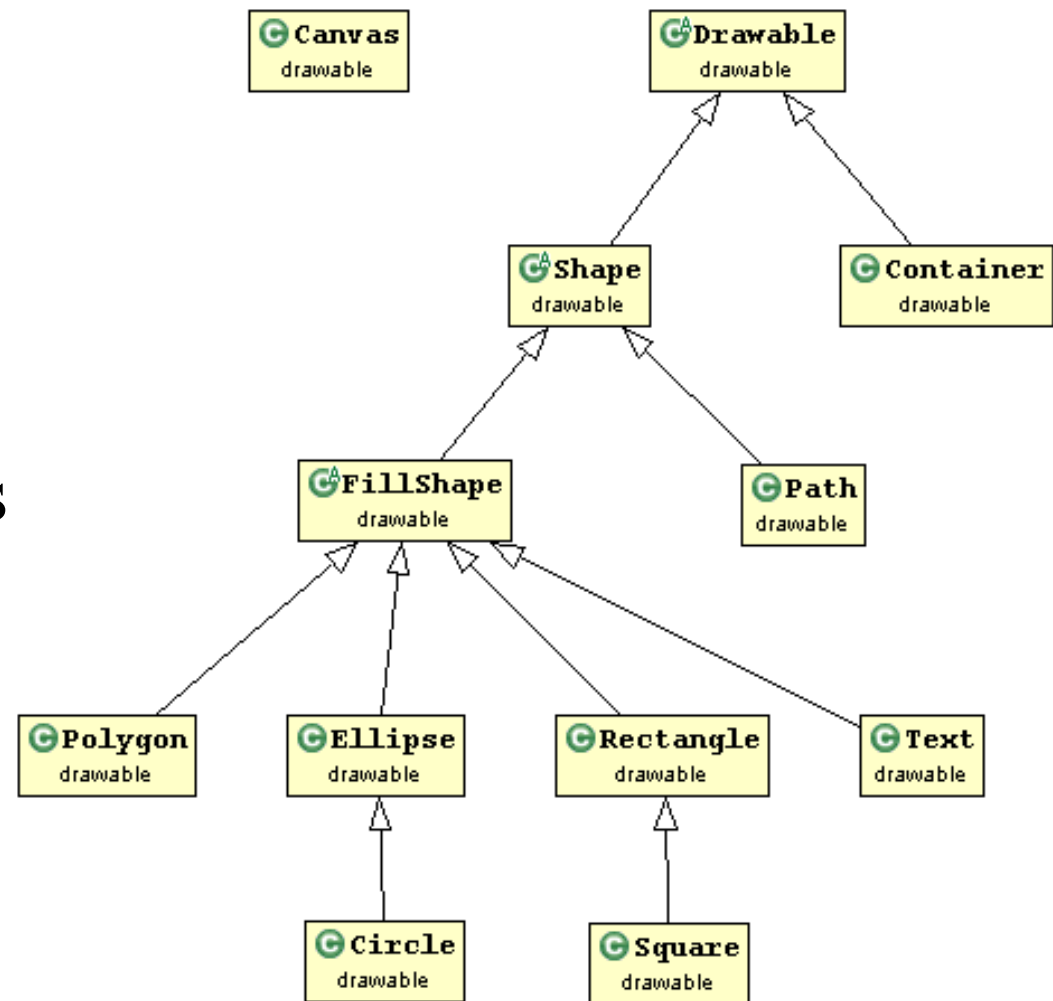 Canvas
drawable
Drawable
drawable
Shape
drawable
Container
drawable
s
FillShape
drawable
Path
drawable
Polygon
drawable
Ellipse
drawable
Rectangle
drawable
Text
drawable
Circle
drawable
Square
drawable